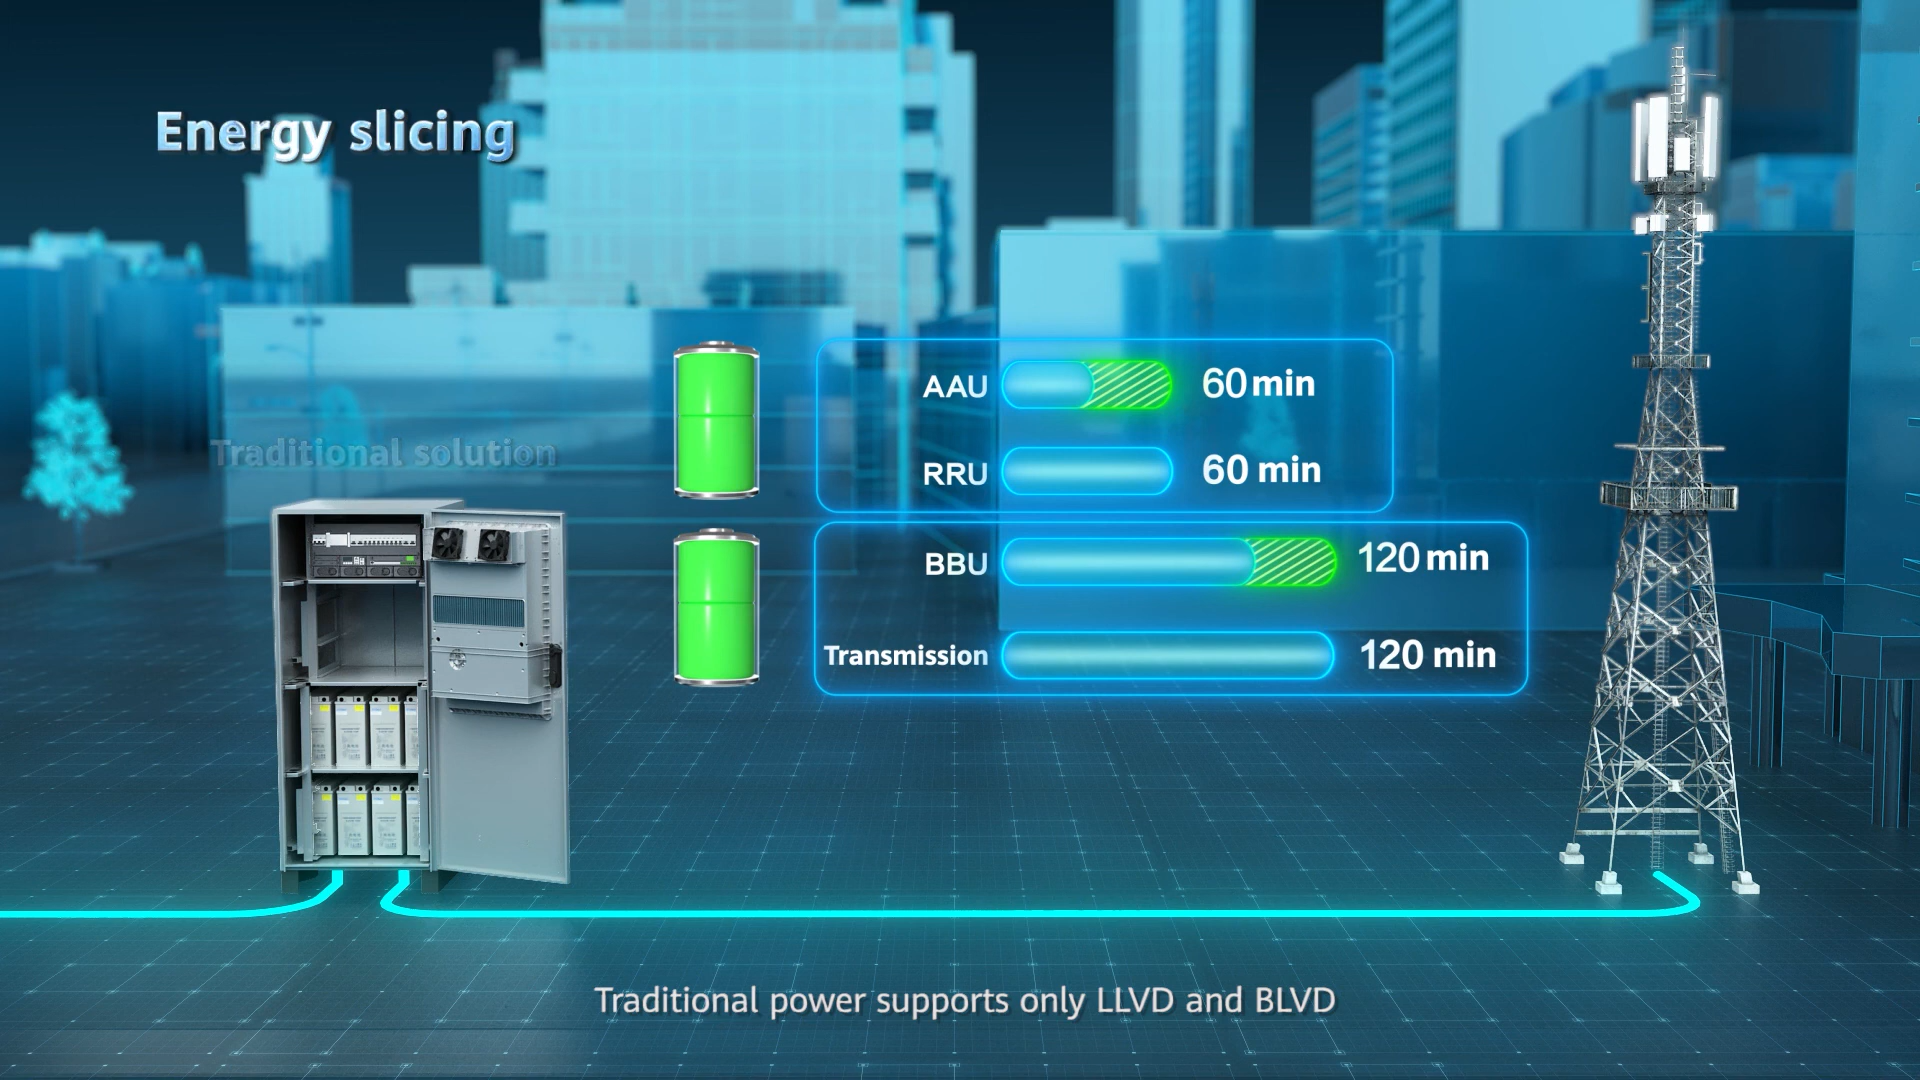 Energy slicing
Traditional solution
AAU 60 min
RRU 60 min
BBU 120 min
Transmission 120 min
Traditional power supports only LLVD and BLVD